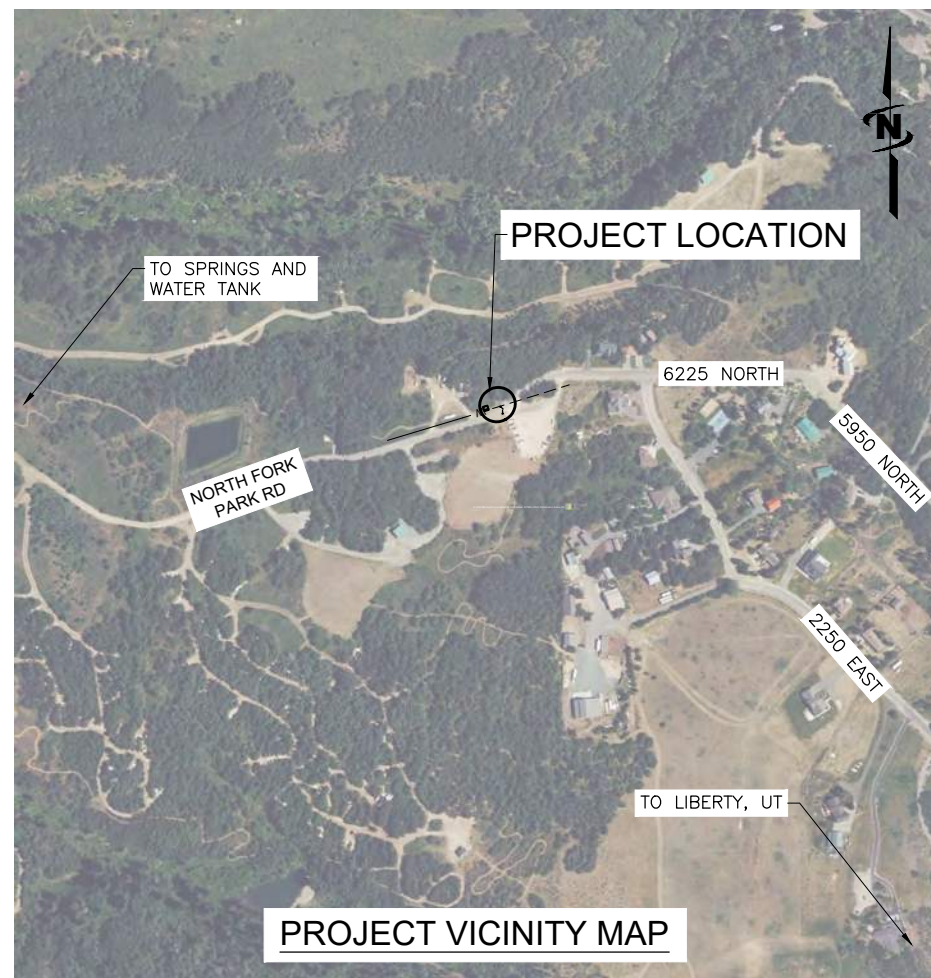 N
PROJECT LOCATION
TO SPRINGS AND
WATER TANK
6225 NORTH
5950 NORTH
NORTH FORK
PARK RD
2250 EAST
TO LIBERTY, UT
PROJECT VICINITY MAP